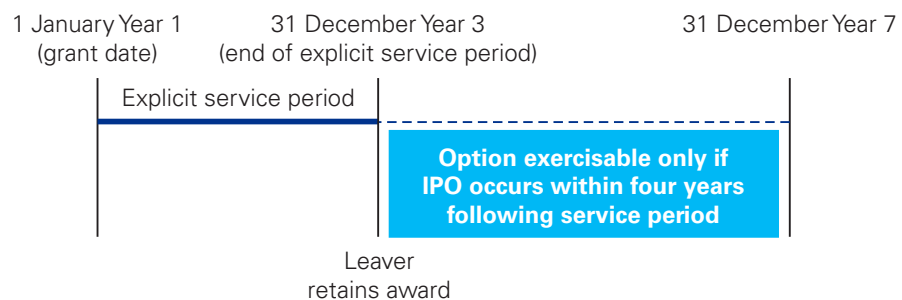 1 January Year 1
(grant date)
31 December Year 3
(end of explicit service period)
31 December Year 7
Explicit service period
Option exercisable only if
IPO occurs within four years
following service period
Leaver
retains award